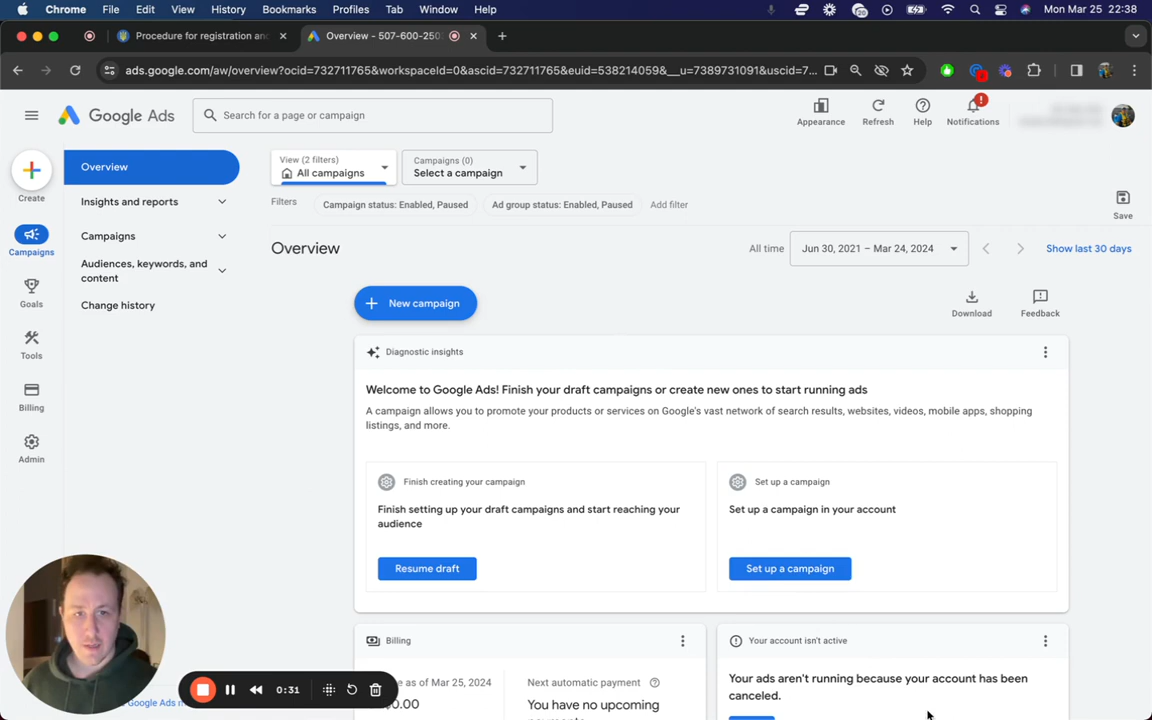 Chrome File Edit View History Bookmarks Profiles Tab Window Help 20 Mon Mar 25 22:38
Procedure for registration an
Overview - 507-600-250
ads.google.com/aw/overview?ocid=732711765&workspaceId=0&ascid=732711765&euid=538214059&__u=7389731091&uscid=7...
Google Ads
Search for a page or campaign
Appearance
Refresh
Help
Notifications
!
Create
Campaigns
Goals
Tools
Billing
Admin
Overview
Insights and reports
Campaigns
Audiences, keywords, and
content
Change history
View (2 filters)
All campaigns
Campaigns (0)
Select a campaign
Filters
Campaign status: Enabled, Paused
Ad group status: Enabled, Paused
Add filter
Save
Overview
All time
Jun 30, 2021 – Mar 24, 2024
Show last 30 days
New campaign
Download
Feedback
Diagnostic insights
Welcome to Google Ads! Finish your draft campaigns or create new ones to start running ads
A campaign allows you to promote your products or services on Google's vast network of search results, websites, videos, mobile apps, shopping
listings, and more.
Finish creating your campaign
Finish setting up your draft campaigns and start reaching your
audience
Resume draft
Set up a campaign
Set up a campaign in your account
Set up a campaign
Billing
e as of Mar 25, 2024
0.00
Next automatic payment
You have no upcoming
Your account isn't active
Your ads aren't running because your account has been
canceled.
0:31
Google Ads